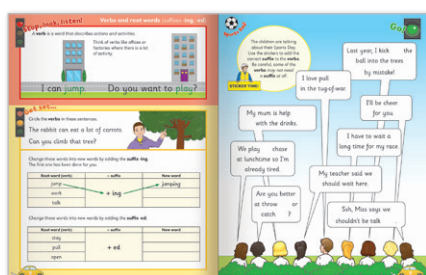 Stop, look, listen!
Verbs and root words (suffixes -ing, -ed)
A verb is a word that describes actions and activities.
Think of verbs like offices or
factories where there is a lot
of activity.
I can jump. Do you want to play?
Get set...
Circle the verbs in these sentences.
The rabbit can eat a lot of carrots.
Can you climb that tree?
Change these words into new words by adding the suffix -ing.
The first one has been done for you.
Root word (verb) + suffix New word
jump jumping
work + ing
talk
Change these words into new words by adding the suffix -ed.
Root word (verb) + suffix New word
stay
pull + ed
open
Go!
The children are talking
about their Sports Day.
Use the stickers to add the
correct suffix to the verbs.
Be careful, some of the
verbs may not need
a suffix at all!
STICKER TIME!
Last year, I kick the
ball into the trees
by mistake!
I love pull
in the tug-of-war.
I'll be cheer
for you.
My mum is help
with the drinks.
I have to wait a
long time for my race.
We play chase
at lunchtime so I'm
already tired.
My teacher said we
should wait here.
Are you better
at throw or
catch ?
Ssh, Miss says we
shouldn't be talk